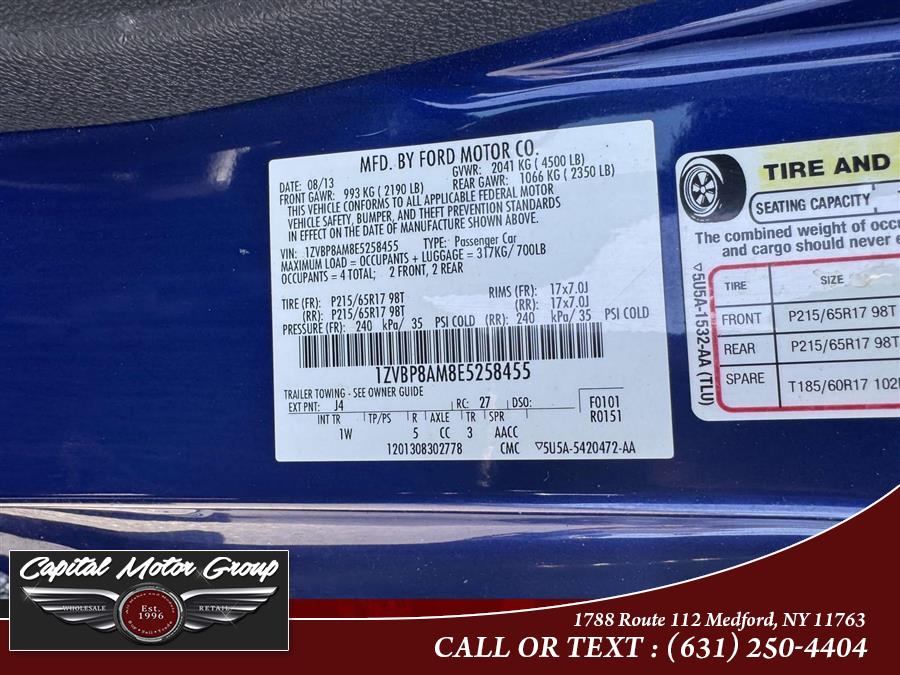 MFD. BY FORD MOTOR CO.
DATE: 08/13 GVWR: 2041 KG ( 4500 LB)
FRONT GAWR: 993 KG ( 2190 LB) REAR GAWR: 1066 KG ( 2350 LB)
THIS VEHICLE CONFORMS TO ALL APPLICABLE FEDERAL MOTOR
VEHICLE SAFETY, BUMPER, AND THEFT PREVENTION STANDARDS
IN EFFECT ON THE DATE OF MANUFACTURE SHOWN ABOVE.
VIN: 1ZVBP8AM8E5258455 TYPE: Passenger Car
MAXIMUM LOAD = OCCUPANTS + LUGGAGE = 317KG/700LB
OCCUPANTS = 4 TOTAL; 2 FRONT, 2 REAR
TIRE (FR): P215/65R17 98T RIMS (FR): 17x7.0J
(RR): P215/65R17 98T (RR): 17x7.0J
PRESSURE (FR): 240 kPa/ 35 PSI COLD (RR): 240 kPa/ 35 PSI COLD
1ZVBP8AM8E5258455
TRAILER TOWING - SEE OWNER GUIDE
EXT PNT: J4 RC: 27 DSO: F0101
INT TR TP/PS R AXLE TR SPR R0151
1W 5 CC 3 AACC
1201308302778 CMC ▽5U5A-5420472-AA
TIRE AND
SEATING CAPACITY
The combined weight of occu
and cargo should never e
TIRE SIZE
FRONT P215/65R17 98T
REAR P215/65R17 98T
SPARE T185/60R17 102
▽5U5A-1532-AA (TLU)
Capital Motor Group
WHOLESALE RETAIL
Est.
1996
1788 Route 112 Medford, NY 11763
CALL OR TEXT : (631) 250-4404